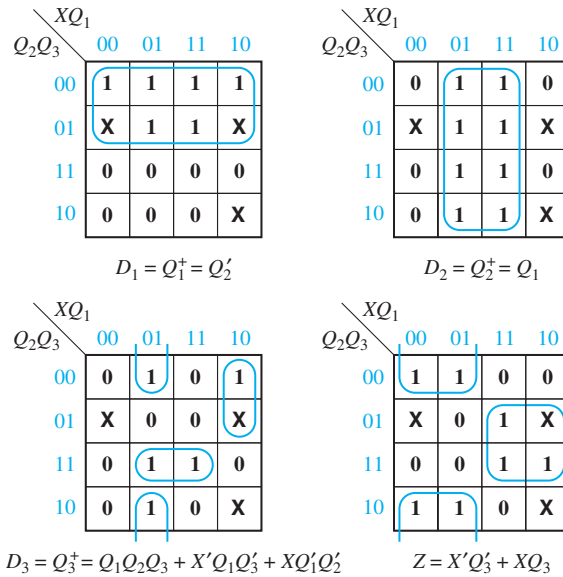 XQ₁ XQ₁
Q₂Q₃ 00 01 11 10 Q₂Q₃ 00 01 11 10
00 1 1 1 1 00 0 1 1 0
01 X 1 1 X 01 X 1 1 X
11 0 0 0 0 11 0 1 1 0
10 0 0 0 X 10 0 1 1 X
D₁ = Q₁⁺ = Q₂′ D₂ = Q₂⁺ = Q₁
XQ₁ XQ₁
Q₂Q₃ 00 01 11 10 Q₂Q₃ 00 01 11 10
00 0 1 0 1 00 1 1 0 0
01 X 0 0 X 01 X 0 1 X
11 0 1 1 0 11 0 0 1 1
10 0 1 0 X 10 1 1 0 X
D₃ = Q₃⁺ = Q₁Q₂Q₃ + X′Q₁Q₃′ + XQ₁′Q₂′ Z = X′Q₃′ + XQ₃